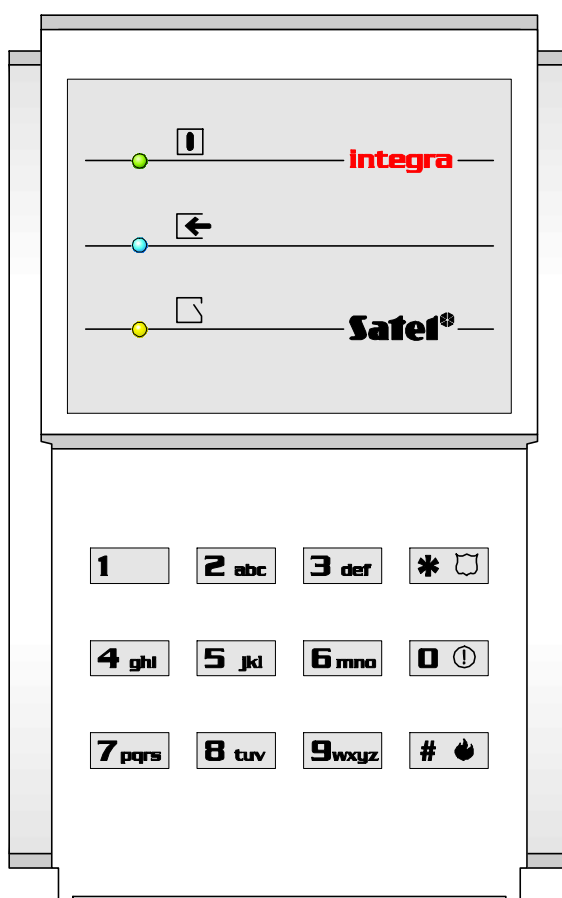 integra
Satel
1
2 abc
3 def
*
4 ghi
5 jkl
6 mno
0
7 pqrs
8 tuv
9 wxyz
#